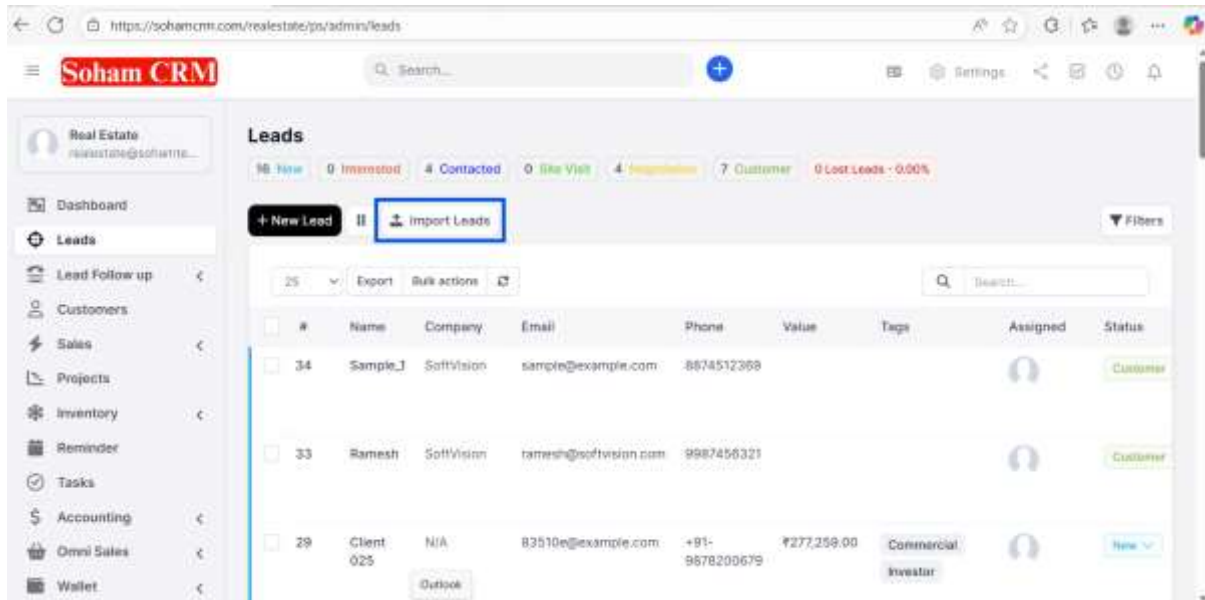 https://sohamcrm.com/realestate/ps/admin/leads
Soham CRM
Search...
Settings
Real Estate
Leads
16 New
0 Interested
4 Contacted
0 Site Visit
4
7 Customer
0 Lost Leads - 0.00%
Dashboard
Leads
Lead Follow up
Customers
Sales
Projects
Inventory
Reminder
Tasks
Accounting
Omni Sales
Wallet
+ New Lead
Import Leads
Filters
25
Export
Bulk actions
Search...
# Name Company Email Phone Value Tags Assigned Status
34 Sample_1 SoftVision sample@example.com 8874512369 Customer
33 Ramesh SoftVision ramesh@softvision.com 9987456321 Customer
29 Client N/A 83510e@example.com +91- ₹277,259.00 Commercial New
025 9878200679 Investor
Outlook